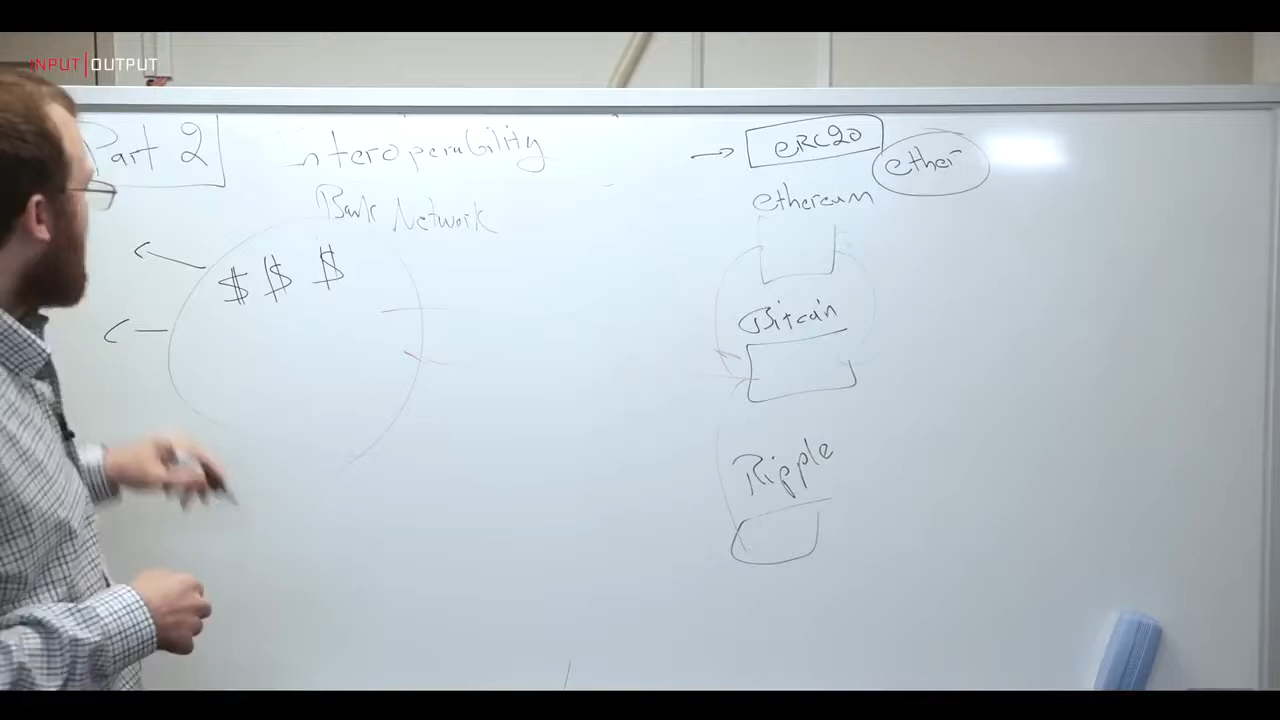 INPUT | OUTPUT
Part 2
Interoperability
Bank Network
$ $ $
ERC20
ether
ethereum
Bitcoin
Ripple